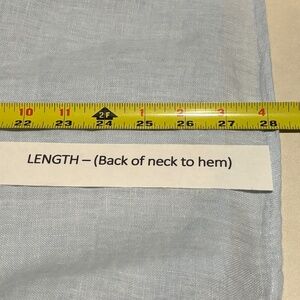 10 11 2F 1 2 3 4
22 23 24 25 26 27 28
LENGTH – (Back of neck to hem)